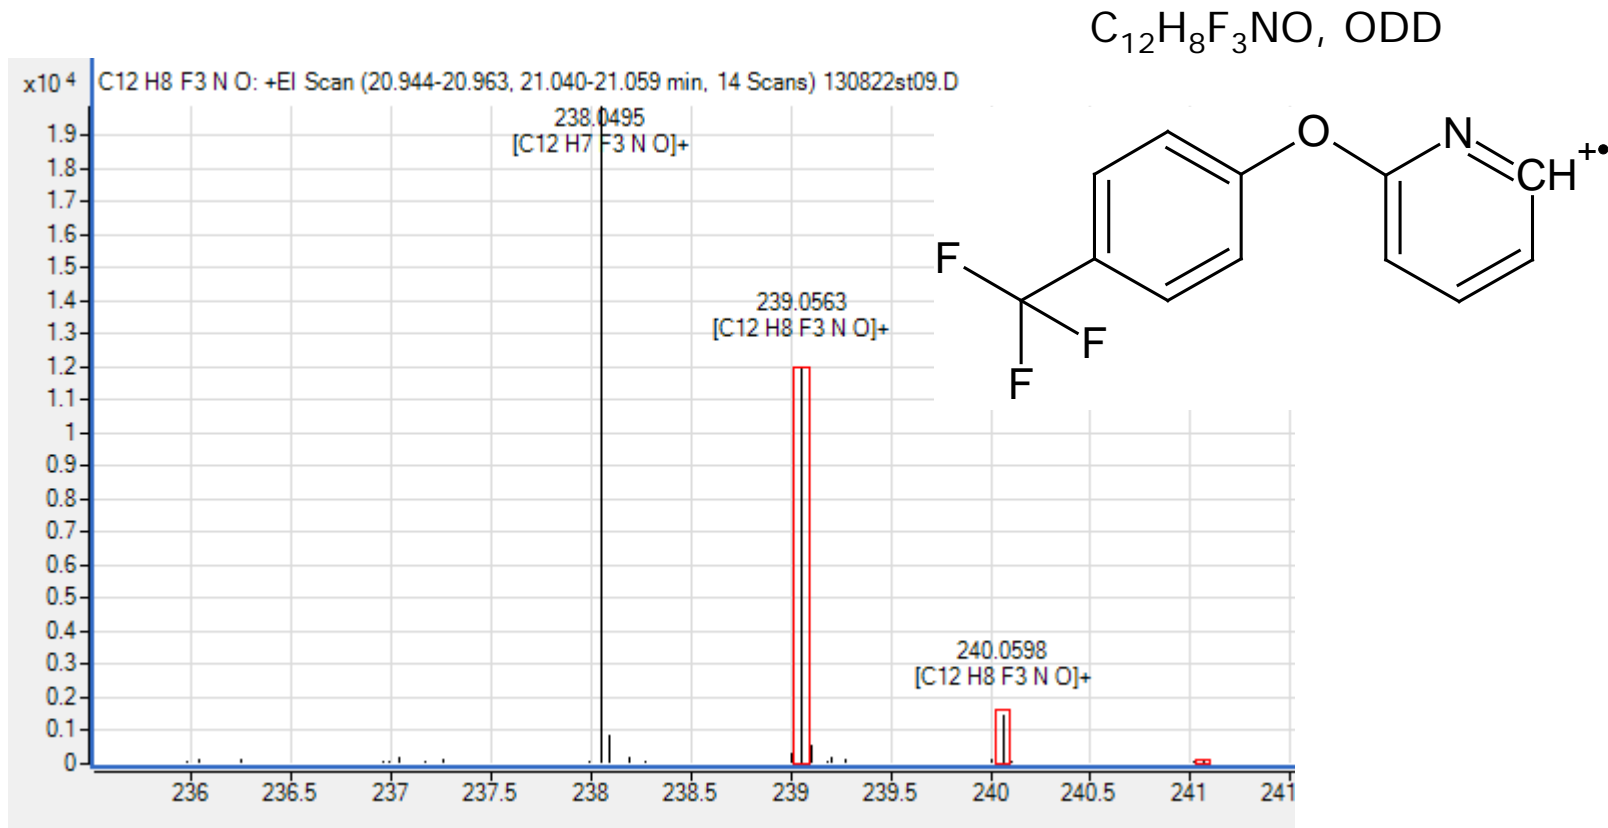 C12H8F3NO, ODD
x10 4
C12 H8 F3 N O: +EI Scan (20.944-20.963, 21.040-21.059 min, 14 Scans) 130822st09.D
238.0495
[C12 H7 F3 N O]+
1.9
1.8
1.7
1.6
1.5
1.4
1.3
1.2
1.1
1
0.9
0.8
0.7
0.6
0.5
0.4
0.3
0.2
0.1
0
239.0563
[C12 H8 F3 N O]+
240.0598
[C12 H8 F3 N O]+
O
N
CH+•
F
F
F
236 236.5 237 237.5 238 238.5 239 239.5 240 240.5 241 241